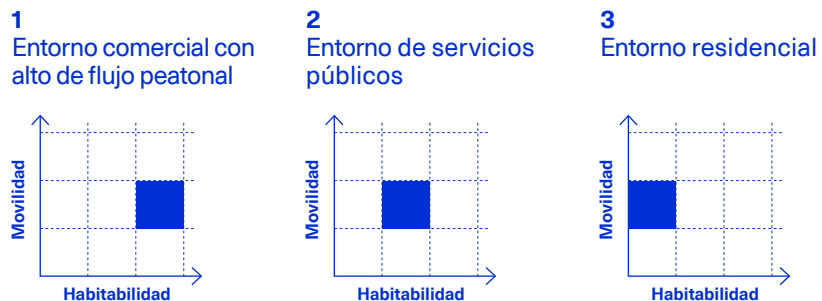 1
Entorno comercial con
alto de flujo peatonal
Movilidad
Habitabilidad
2
Entorno de servicios
públicos
Movilidad
Habitabilidad
3
Entorno residencial
Movilidad
Habitabilidad